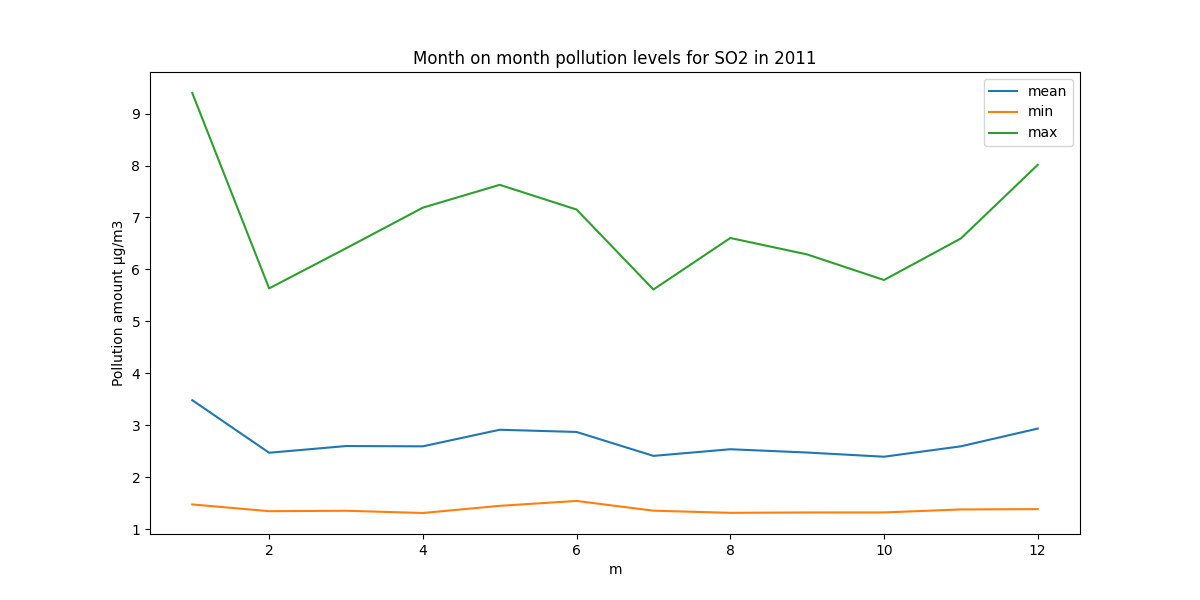 Month on month pollution levels for SO2 in 2011
mean
min
max
9
8
7
6
5
4
3
2
1
Pollution amount µg/m3
2 4 6 8 10 12
m